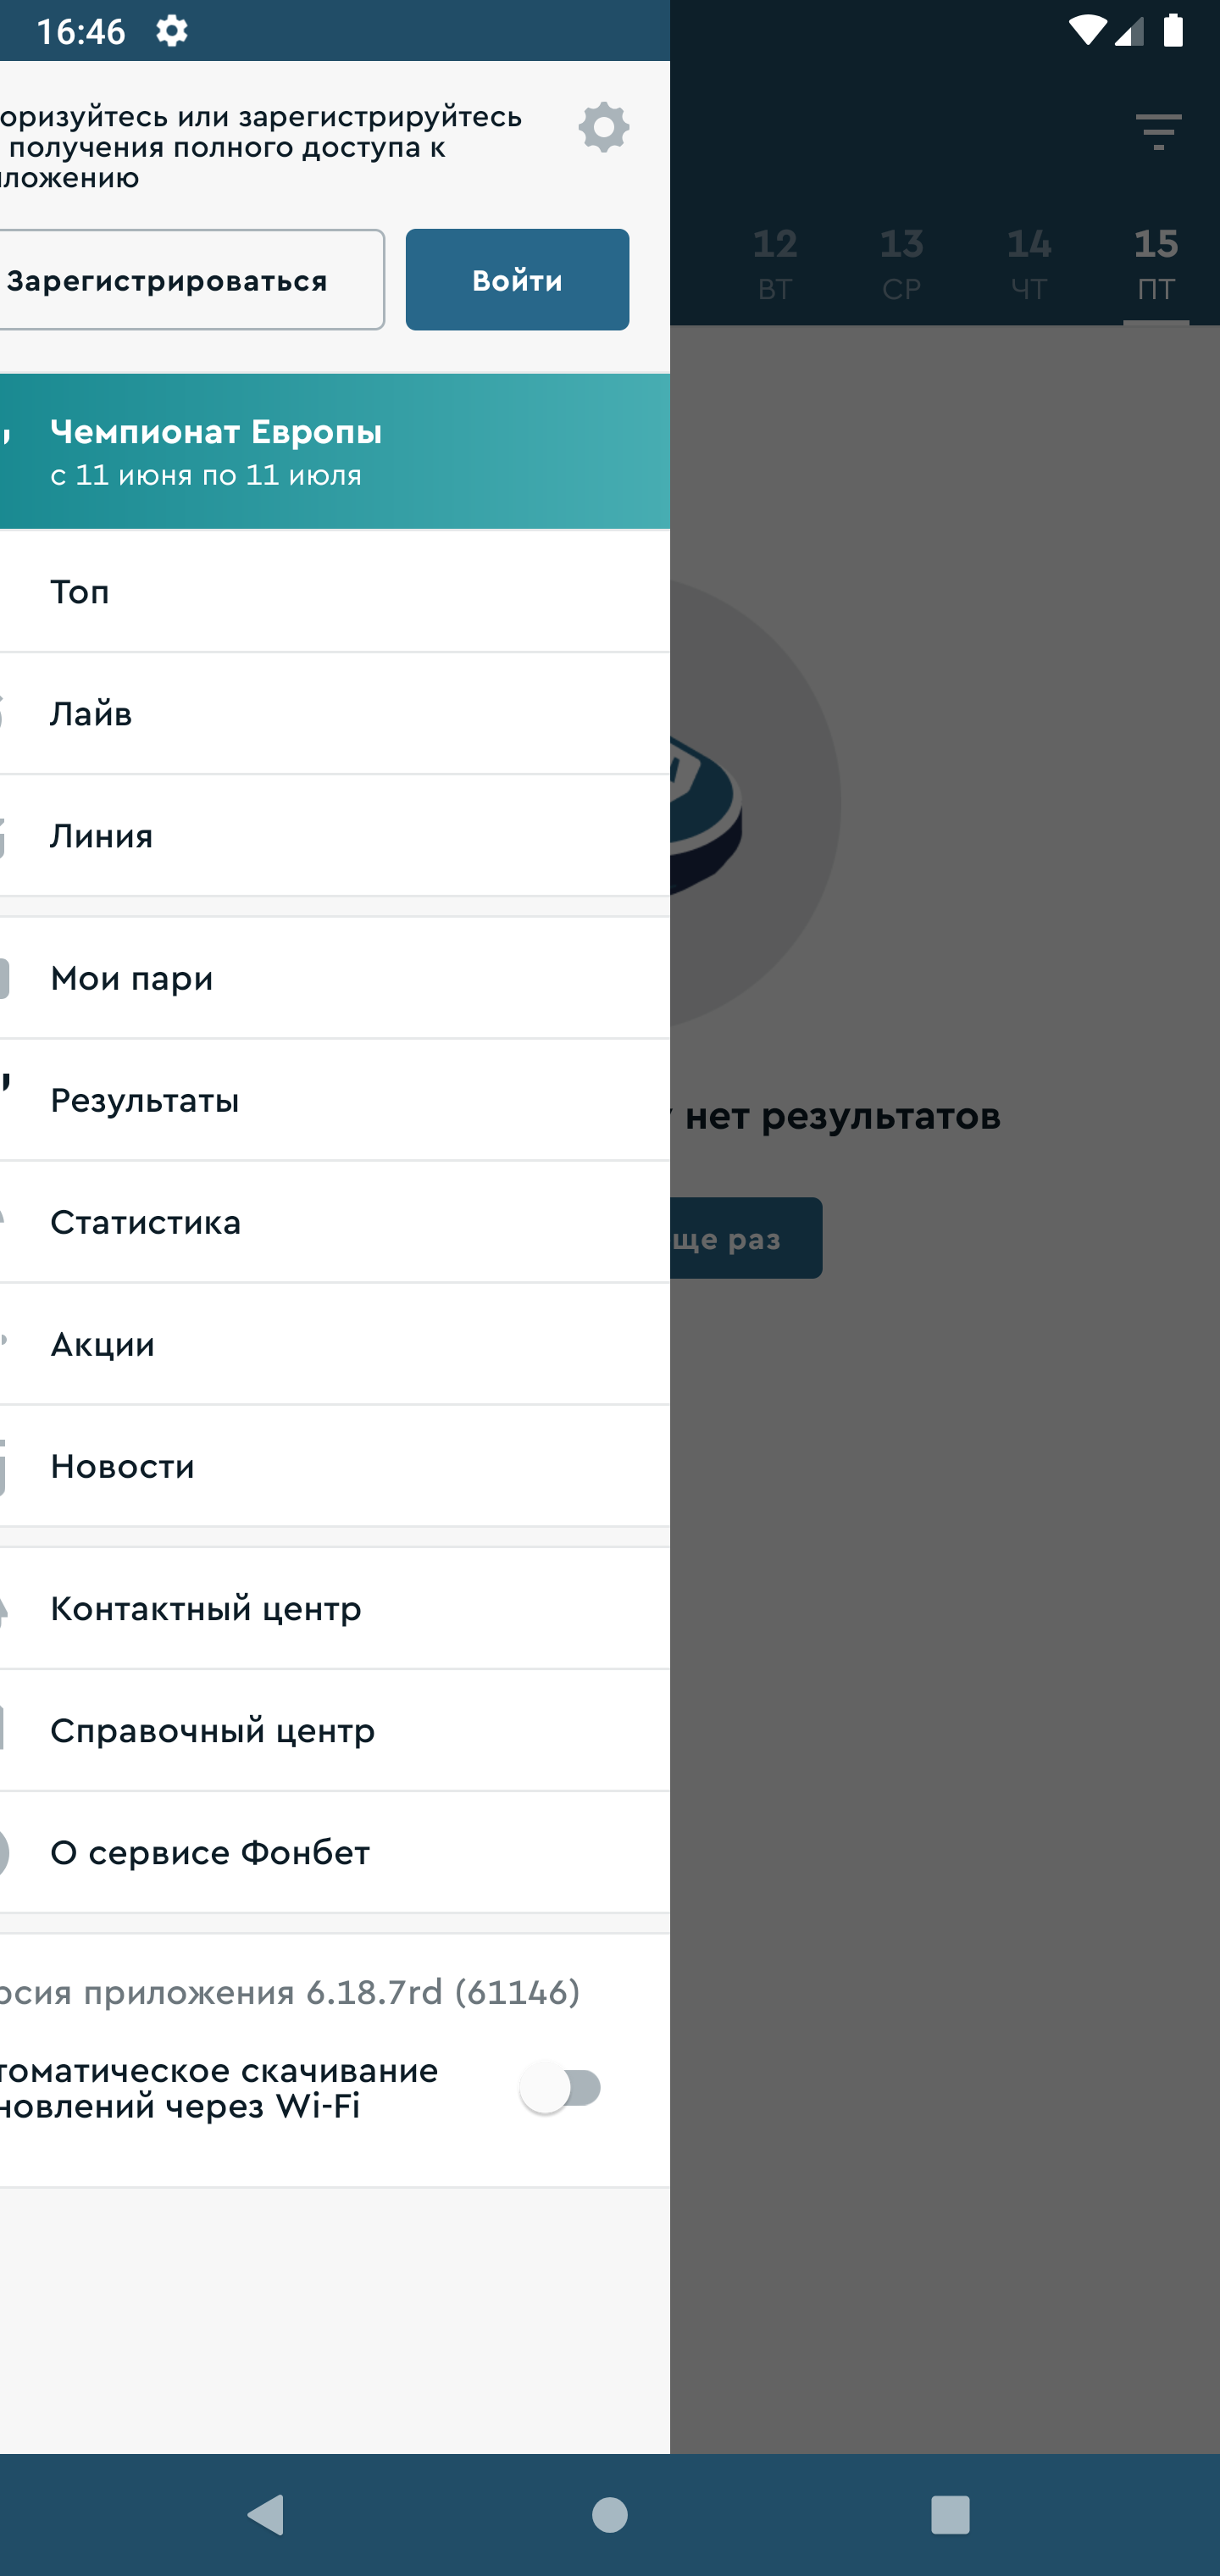 16:46
оризуйтесь или зарегистрируйтесь
получения полного доступа к
ложению
Зарегистрироваться
Войти
12
ВТ
13
СР
14
ЧТ
15
ПТ
Чемпионат Европы
с 11 июня по 11 июля
Топ
Лайв
Линия
Мои пари
Результаты
нет результатов
Статистика
ще раз
Акции
Новости
Контактный центр
Справочный центр
О сервисе Фонбет
рсия приложения 6.18.7rd (61146)
томатическое скачивание
новлений через Wi-Fi